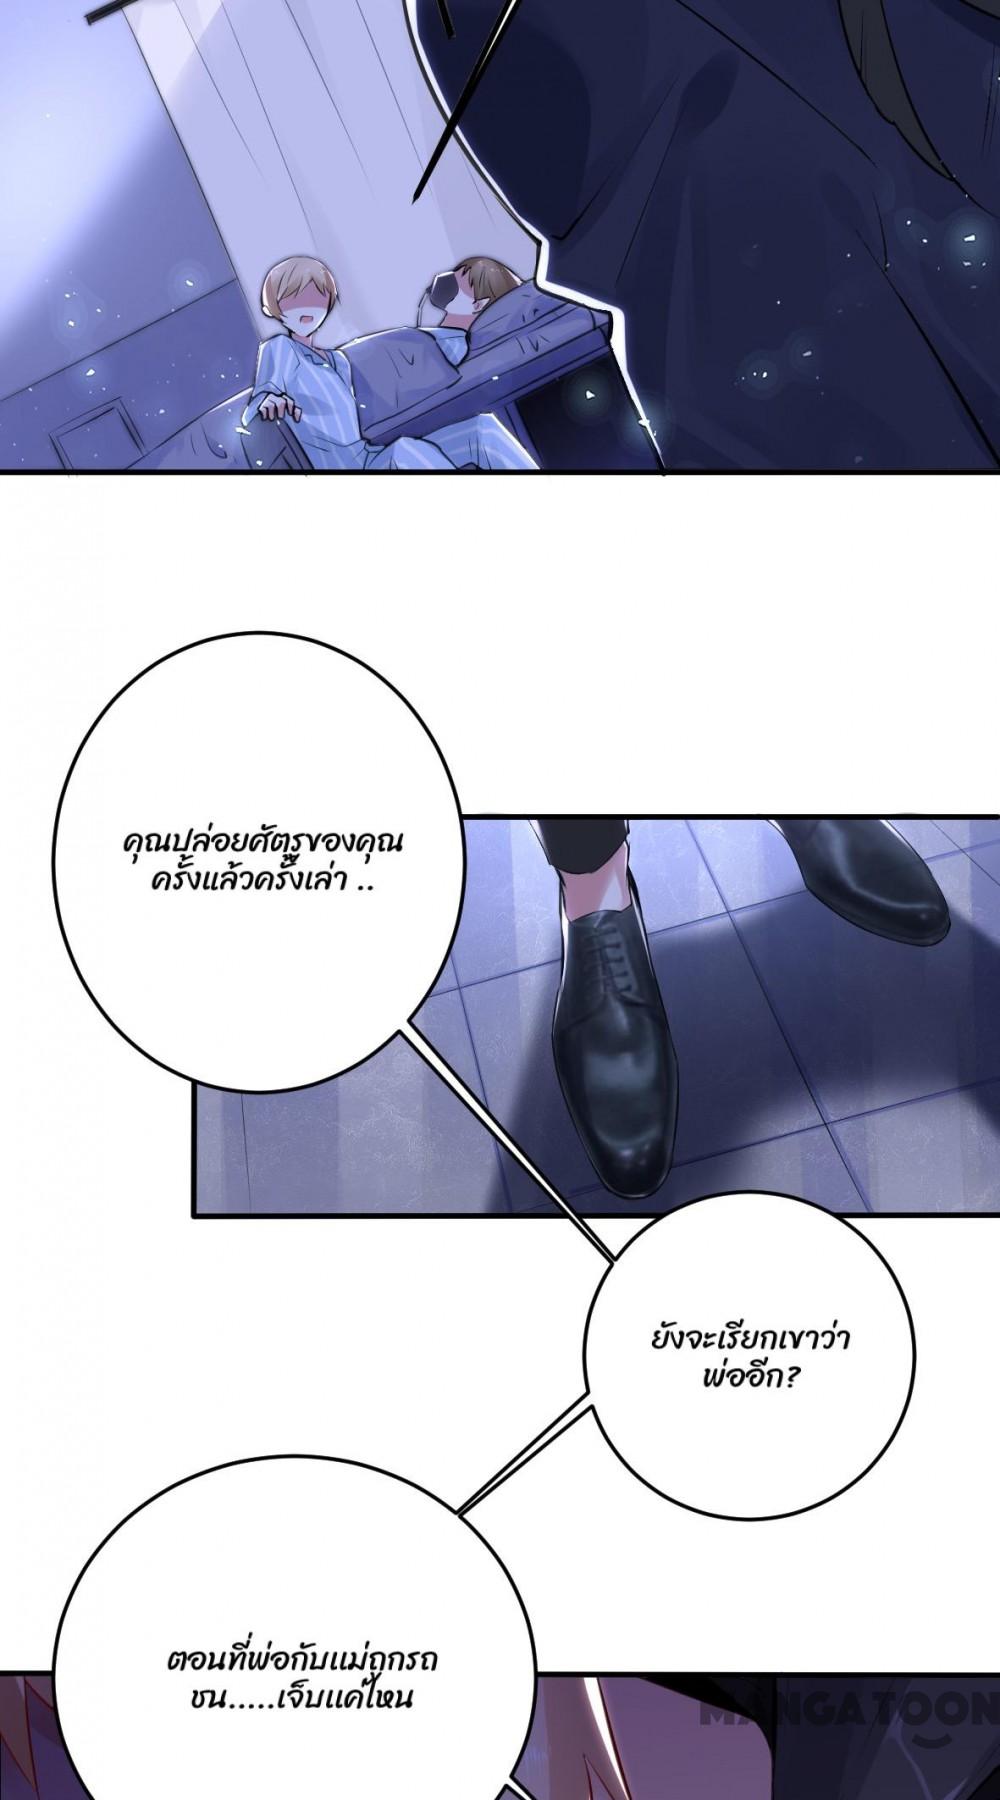 คุณปล่อยศัตรูของคุณ
ครั้งแล้วครั้งเล่า ..
ยังจะเรียกเขาว่า
พ่ออีก?
ตอนที่พ่อกับแม่ถูกรถ
ชน.....เจ็บแค่ไหน
MANGATOON